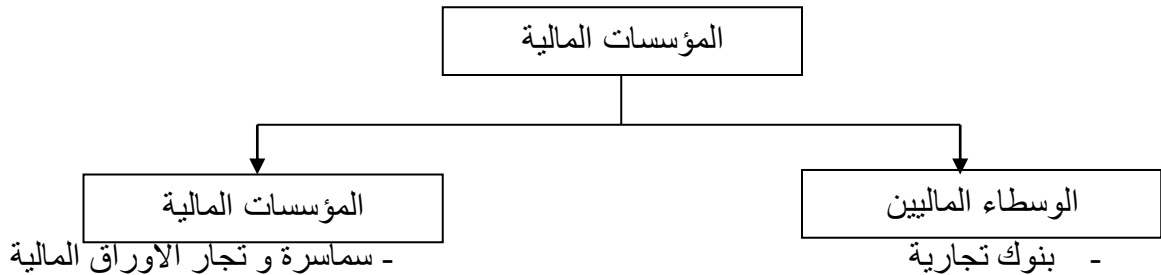 المؤسسات المالية
الوسطاء الماليين
المؤسسات المالية
- بنوك تجارية
- سماسرة و تجار الاوراق المالية